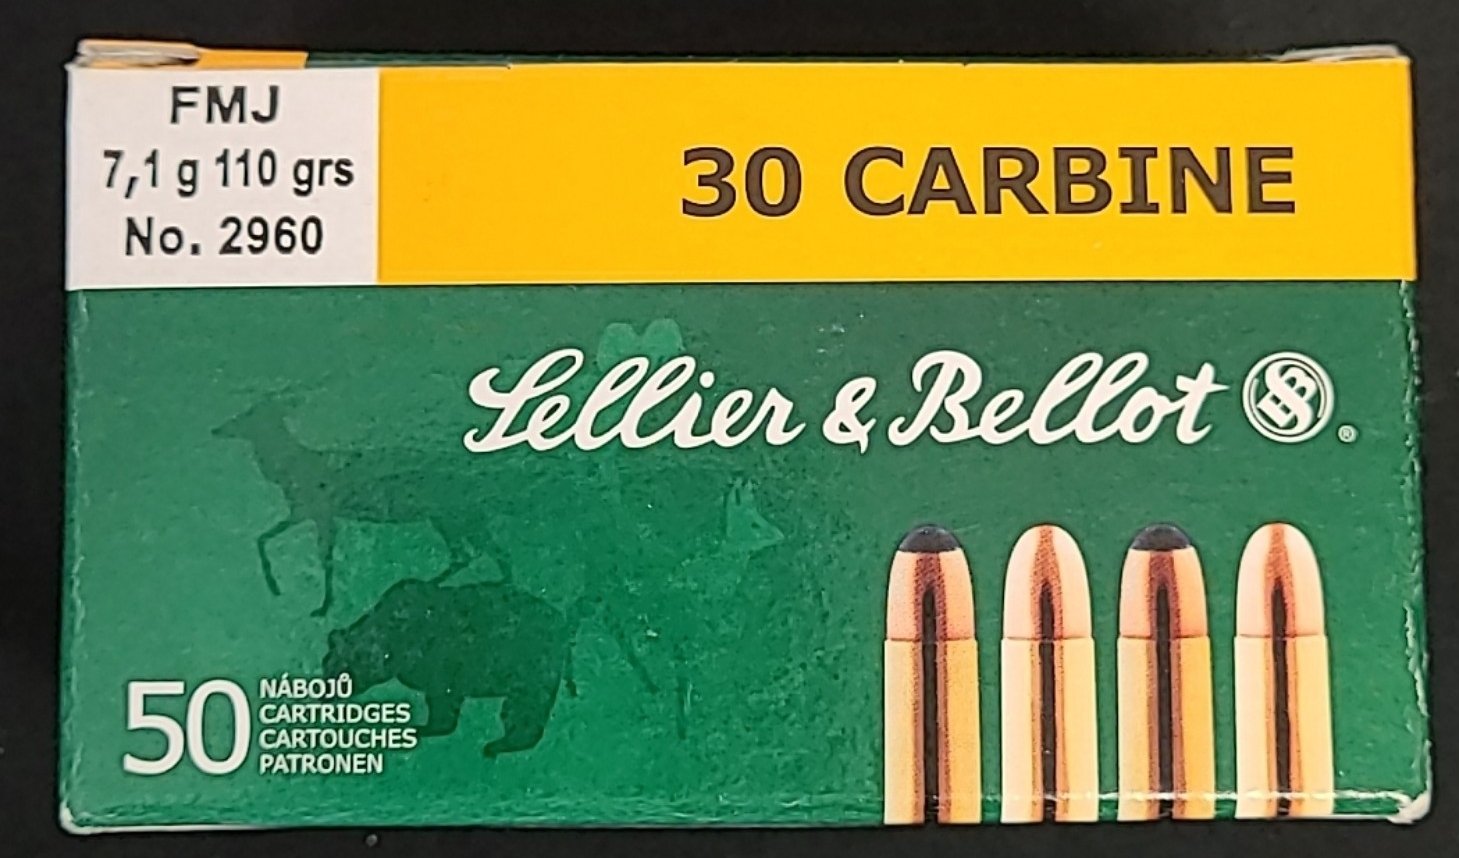 FMJ
7,1 g 110 grs
No. 2960
30 CARBINE
Sellier & Bellot
®
50
NÁBOJŮ
CARTRIDGES
CARTOUCHES
PATRONEN